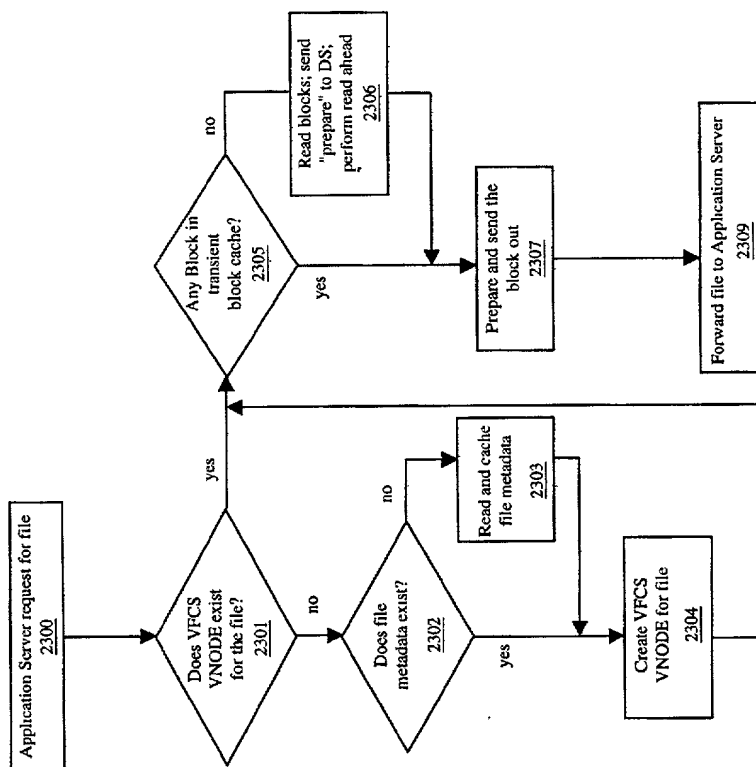 Application Server request for file
2300
Does VFCS
VNODE exist
for the file?
2301
yes
no
Does file
metadata exist?
2302
no
yes
Read and cache
file metadata
2303
Create VFCS
VNODE for file
2304
Any Block in
transient
block cache?
2305
no
yes
Read blocks; send
"prepare" to DS;
perform read ahead
2306
Prepare and send the
block out
2307
Forward file to Application Server
2309